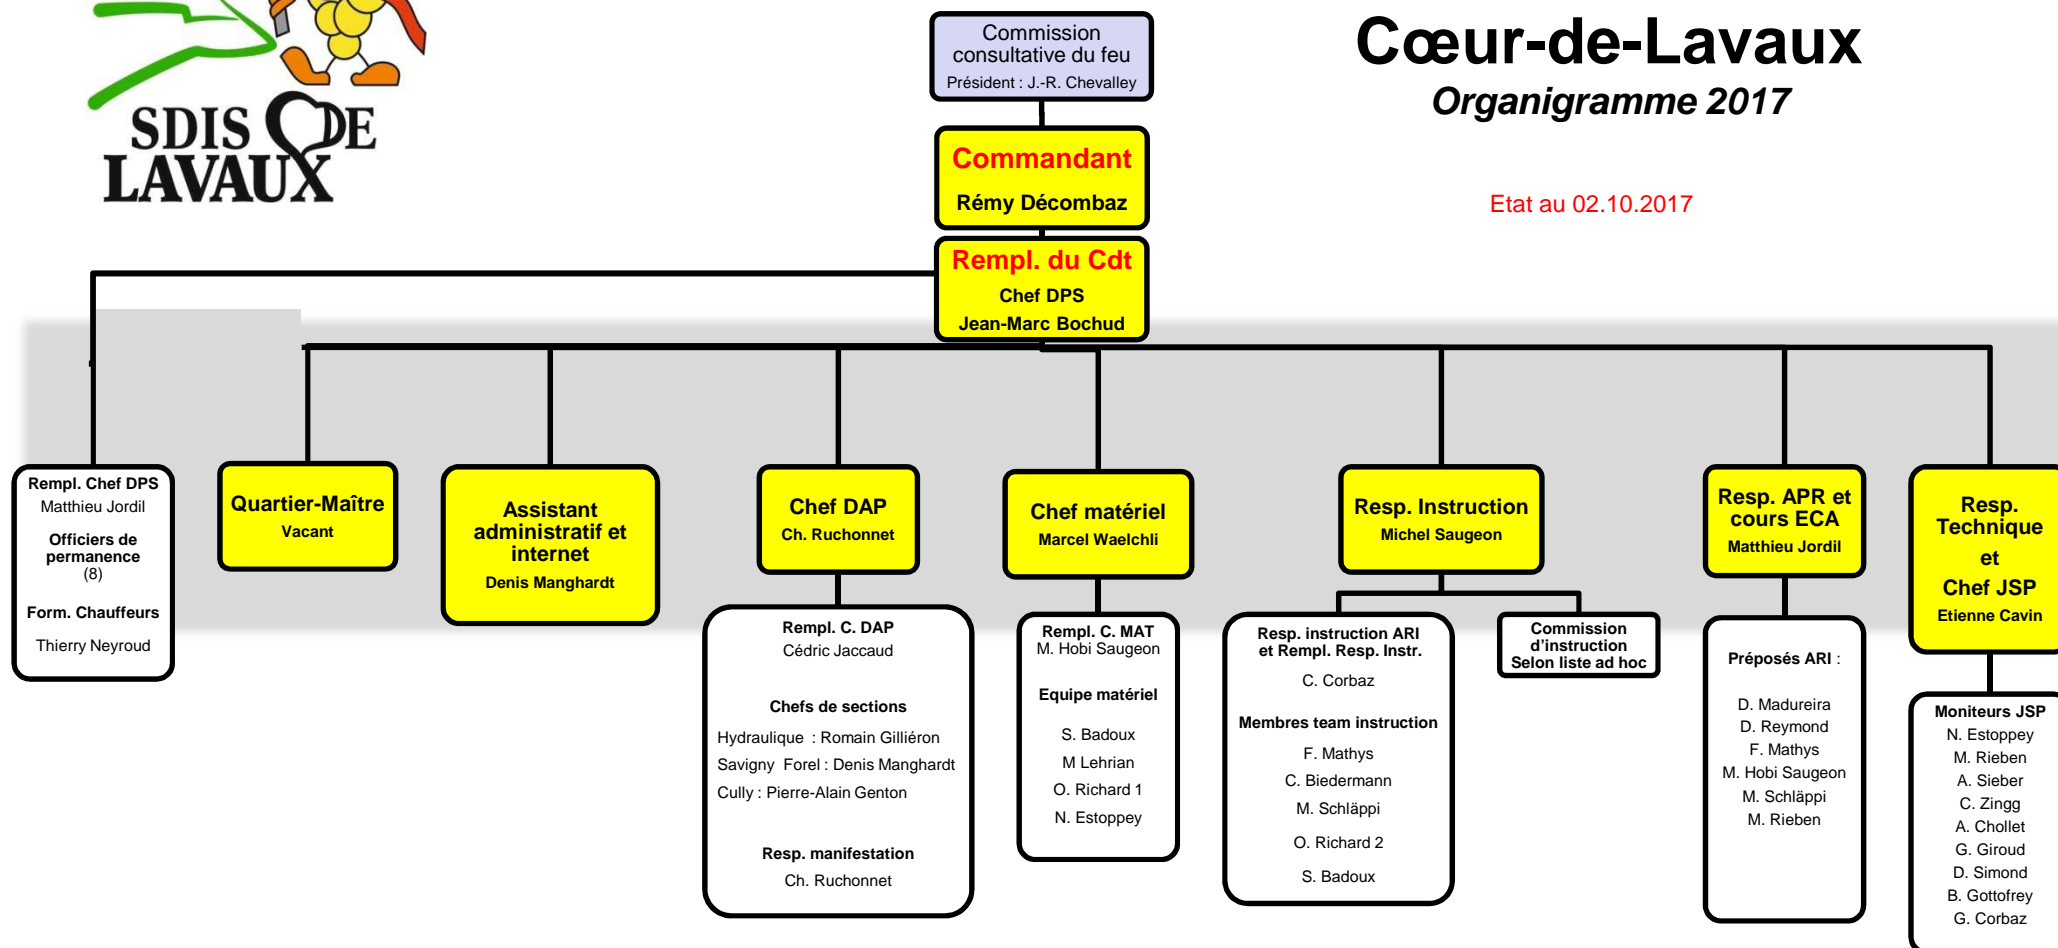 SDIS DE
LAVAUX
Commission
consultative du feu
Président : J.-R. Chevalley
Cœur-de-Lavaux
Organigramme 2017
Etat au 02.10.2017
Commandant
Rémy Décombaz
Rempl. du Cdt
Chef DPS
Jean-Marc Bochud
Rempl. Chef DPS
Matthieu Jordil
Officiers de
permanence
(8)
Form. Chauffeurs
Thierry Neyroud
Quartier-Maître
Vacant
Assistant
administratif et
internet
Denis Manghardt
Chef DAP
Ch. Ruchonnet
Rempl. C. DAP
Cédric Jaccaud
Chefs de sections
Hydraulique : Romain Gilliéron
Savigny Forel : Denis Manghardt
Cully : Pierre-Alain Genton
Resp. manifestation
Ch. Ruchonnet
Chef matériel
Marcel Waelchli
Rempl. C. MAT
M. Hobi Saugeon
Equipe matériel
S. Badoux
M Lehrian
O. Richard 1
N. Estoppey
Resp. Instruction
Michel Saugeon
Resp. instruction ARI
et Rempl. Resp. Instr.
C. Corbaz
Membres team instruction
F. Mathys
C. Biedermann
M. Schläppi
O. Richard 2
S. Badoux
Commission
d'instruction
Selon liste ad hoc
Resp. APR et
cours ECA
Matthieu Jordil
Préposés ARI :
D. Madureira
D. Reymond
F. Mathys
M. Hobi Saugeon
M. Schläppi
M. Rieben
Resp.
Technique
et
Chef JSP
Etienne Cavin
Moniteurs JSP
N. Estoppey
M. Rieben
A. Sieber
C. Zingg
A. Chollet
G. Giroud
D. Simond
B. Gottofrey
G. Corbaz